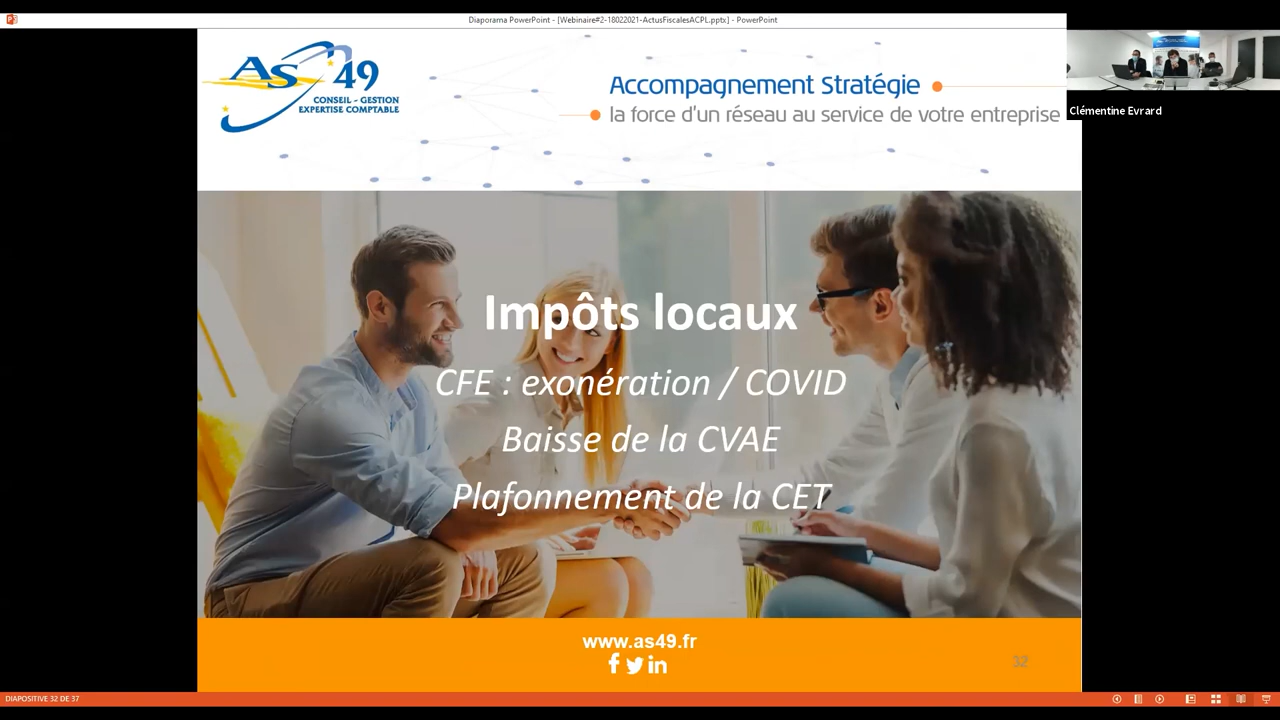 Diaporama PowerPoint - [Webinaire#2-18022021-ActusFiscalesACPL.pptx] - PowerPoint
AS 49
CONSEIL - GESTION
EXPERTISE COMPTABLE
Accompagnement Stratégie
la force d'un réseau au service de votre entreprise
Clémentine Evrard
Impôts locaux
CFE : exonération / COVID
Baisse de la CVAE
Plafonnement de la CET
www.as49.fr
32
DIAPOSITIVE 32 DE 37